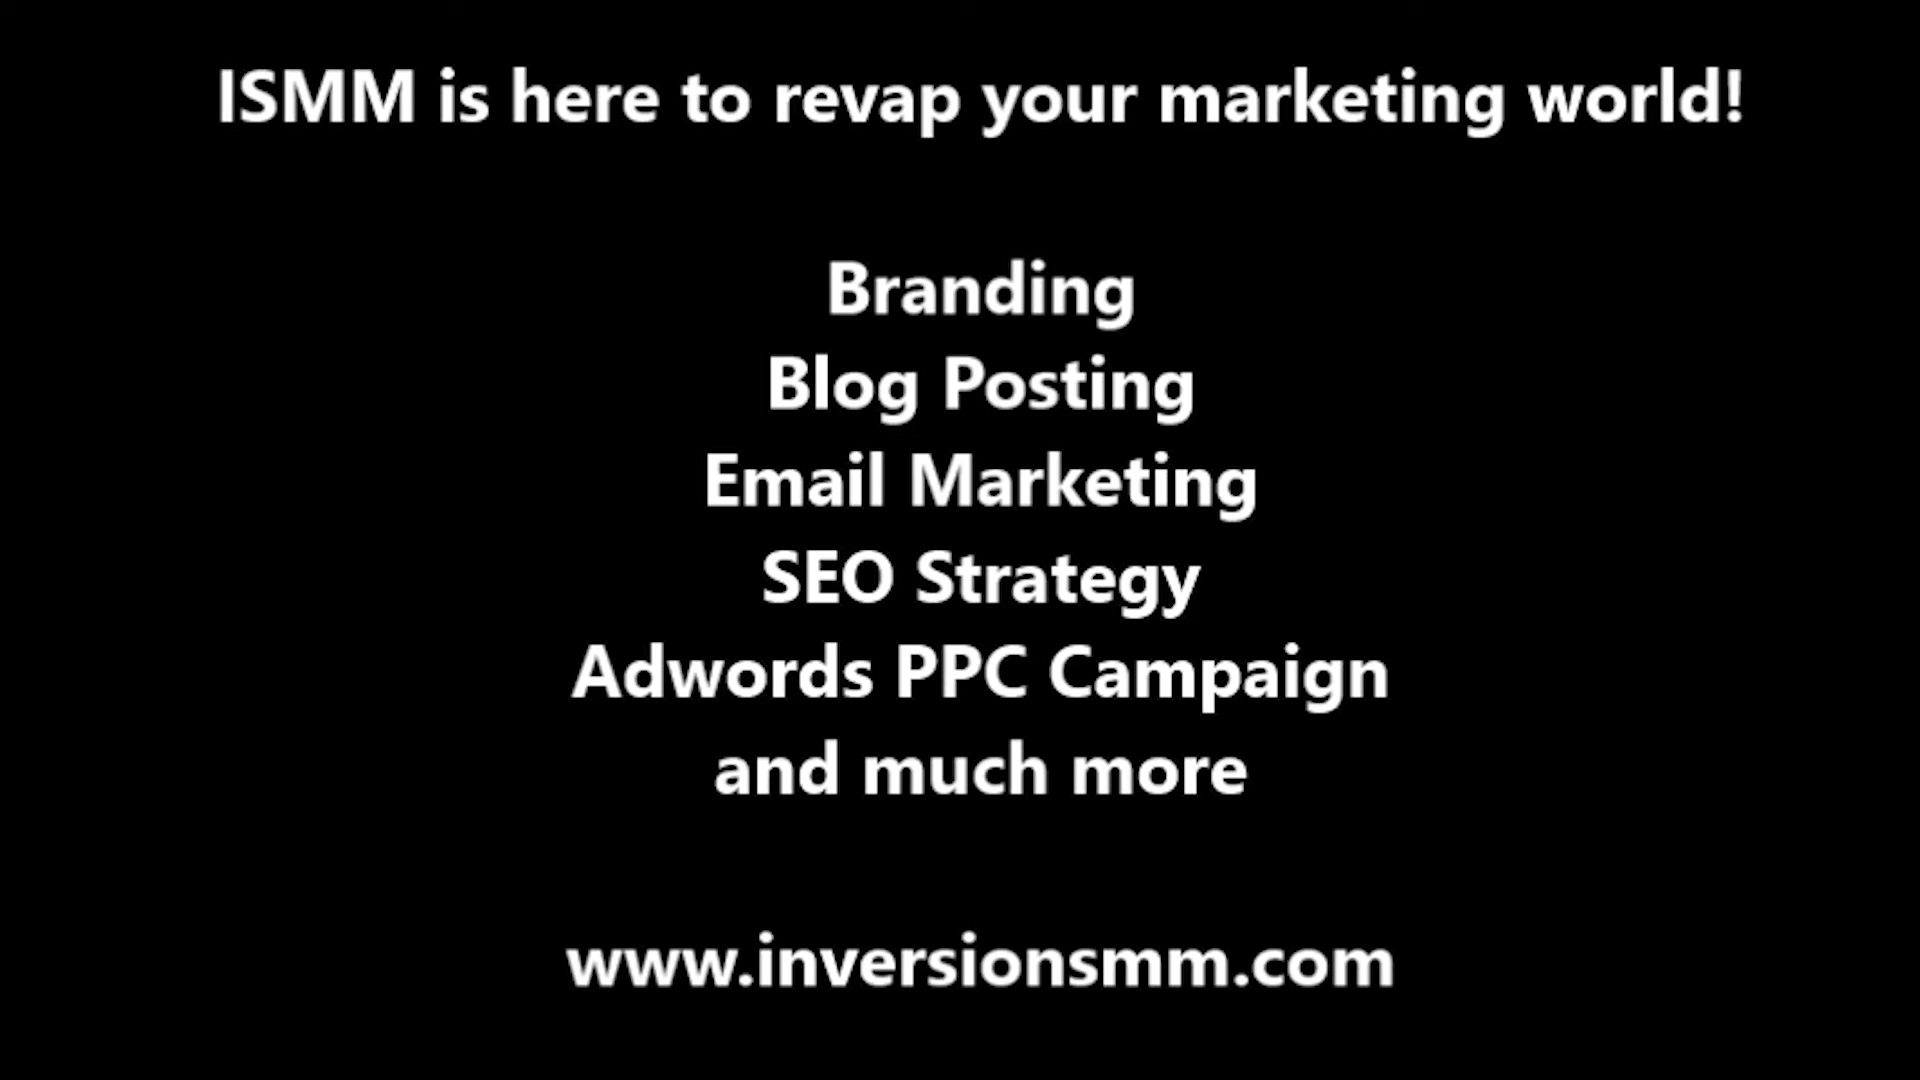 ISMM is here to revap your marketing world!
Branding
Blog Posting
Email Marketing
SEO Strategy
Adwords PPC Campaign
and much more
www.inversionsmm.com